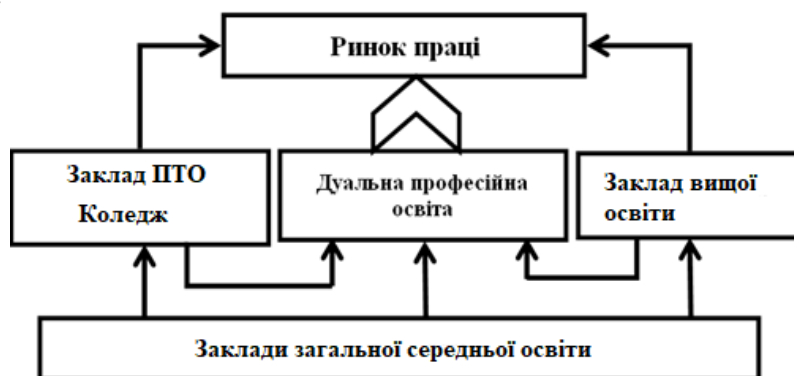 Ринок праці
Заклад ПТО
Коледж
Дуальна професійна
освіта
Заклад вищої
освіти
Заклади загальної середньої освіти